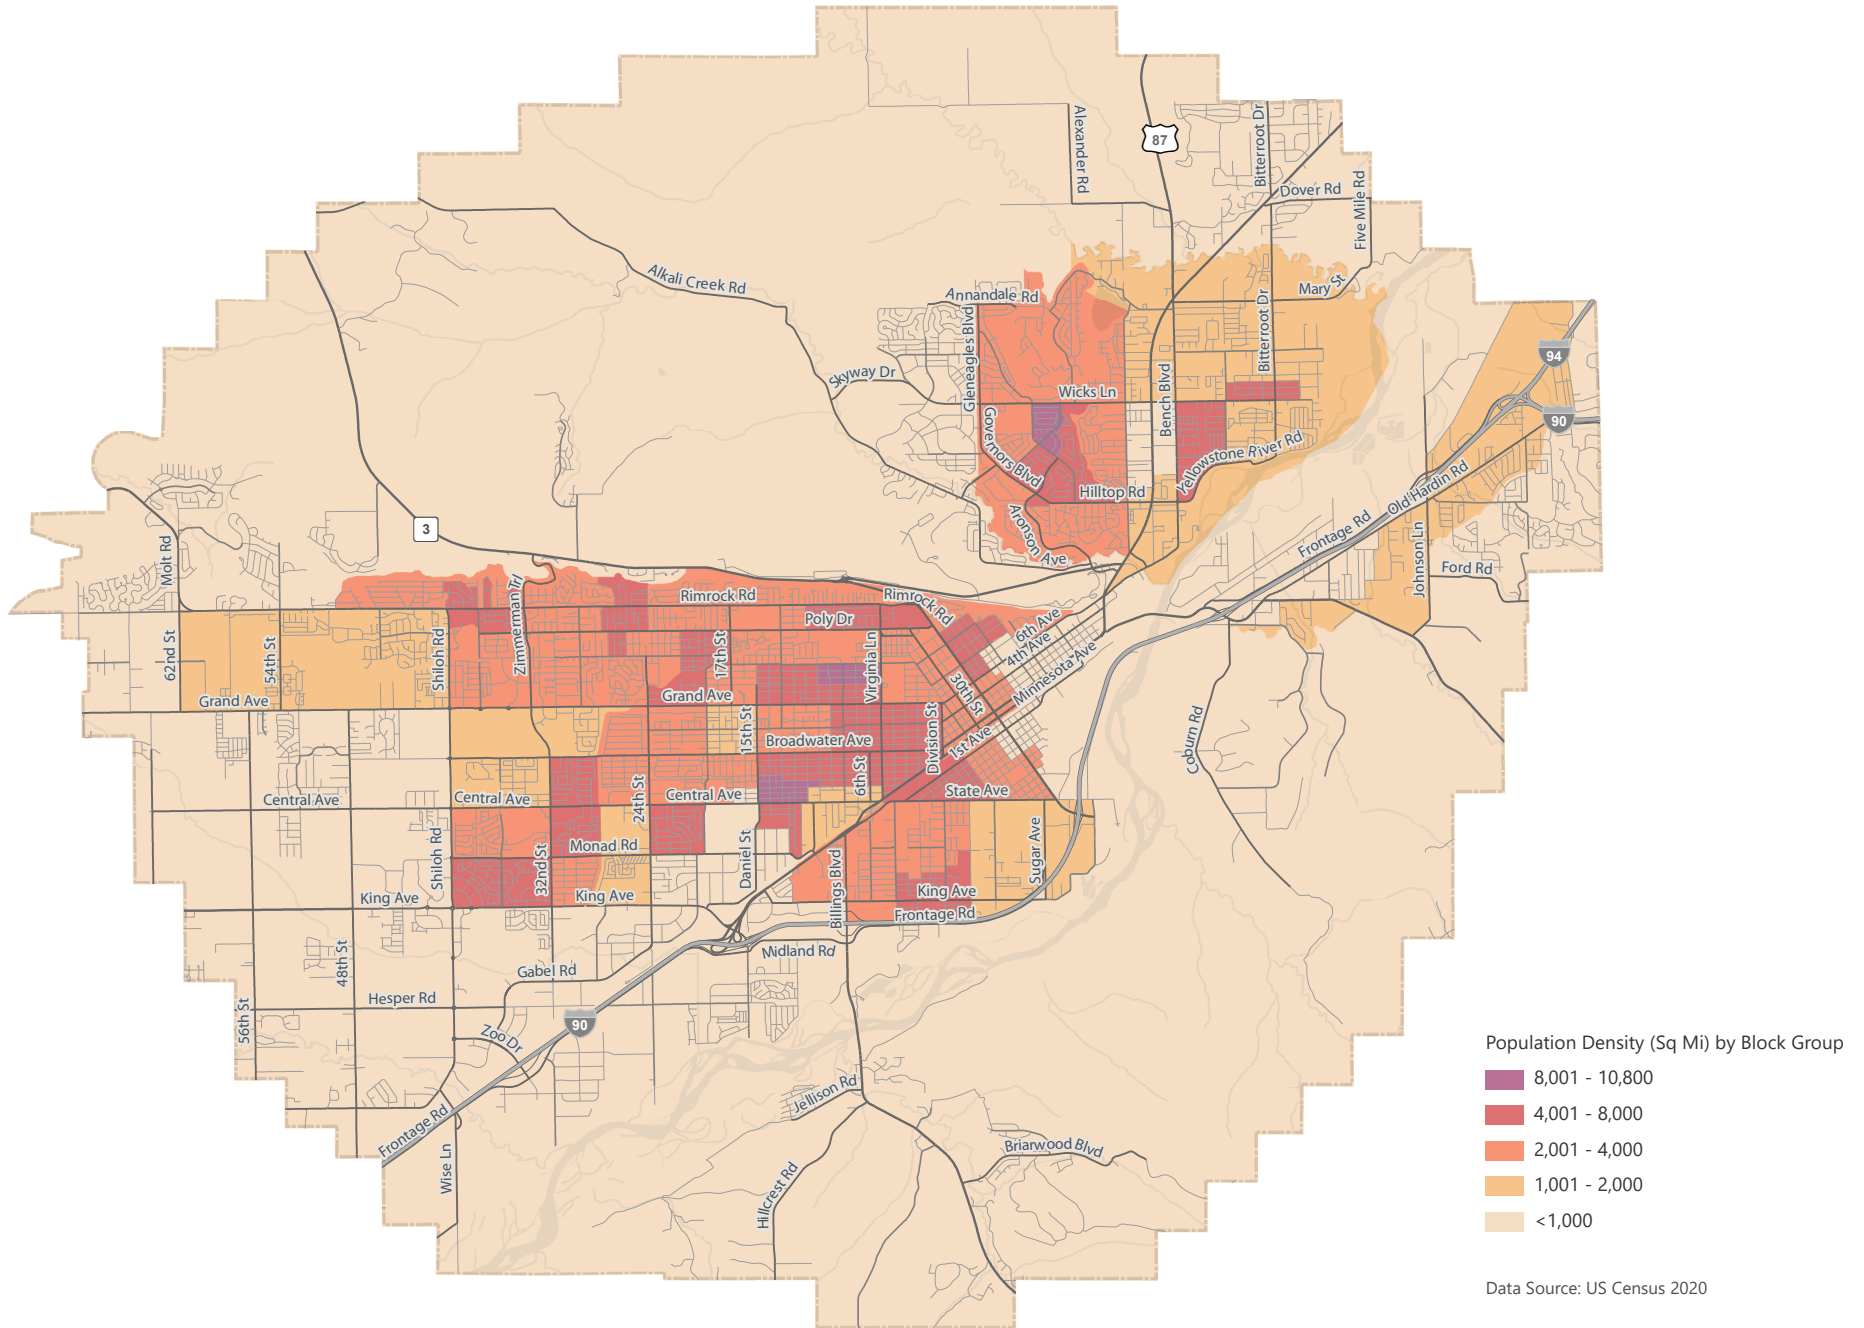 Alexander Rd
87
Bitterroot Dr
Dover Rd
Five Mile Rd
Alkali Creek Rd
Annandale Rd
Mary St
Gleneagles Blvd
Bitterroot Dr
94
Skyway Dr
Wicks Ln
Bench Blvd
90
Governors Blvd
Yellowstone River Rd
Old Hardin Rd
Hilltop Rd
3
Aronson Ave
Frontage Rd
Molt Rd
Johnson Ln
Ford Rd
Zimmerman Trl
Rimrock Rd
Rimrock Rd
Poly Dr
6th Ave
4th Ave
62nd St
54th St
Shiloh Rd
17th St
Virginia Ln
Minnesota Ave
Grand Ave
Grand Ave
30th St
15th St
Broadwater Ave
Division St
1st Ave
Coburn Rd
6th St
Central Ave
Central Ave
24th St
Central Ave
State Ave
Shiloh Rd
Monad Rd
Daniel St
Sugar Ave
32nd St
Billings Blvd
King Ave
King Ave
King Ave
Frontage Rd
48th St
Midland Rd
Gabel Rd
Hesper Rd
56th St
90
Zoo Dr
Population Density (Sq Mi) by Block Group
8,001 - 10,800
4,001 - 8,000
2,001 - 4,000
1,001 - 2,000
<1,000
Jellison Rd
Frontage Rd
Wise Ln
Briarwood Blvd
Hillcrest Rd
Data Source: US Census 2020